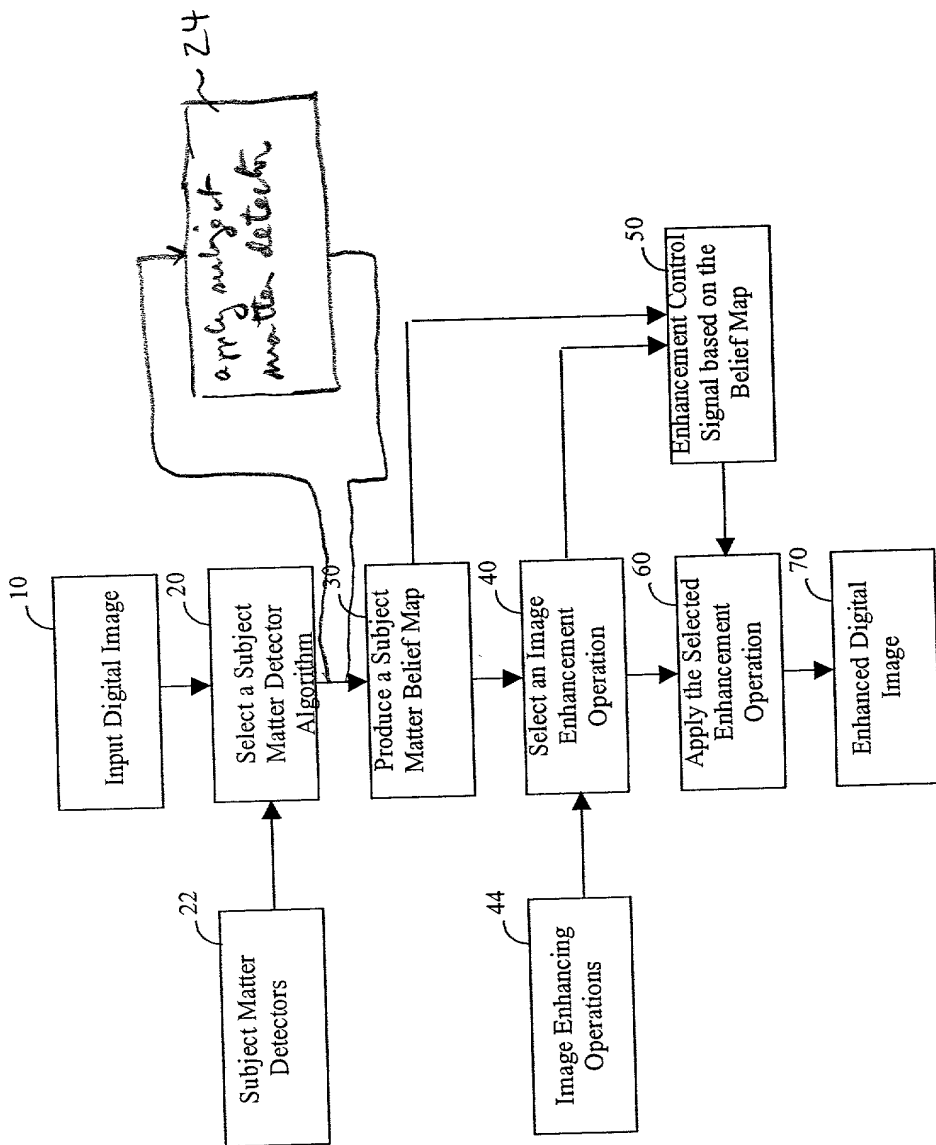 10
Input Digital Image
20
Select a Subject
Matter Detector
Algorithm
22
Subject Matter
Detectors
24
apply subject
matter detector
30
Produce a Subject
Matter Belief Map
40
Select an Image
Enhancement
Operation
44
Image Enhancing
Operations
50
Enhancement Control
Signal based on the
Belief Map
60
Apply the Selected
Enhancement
Operation
70
Enhanced Digital
Image